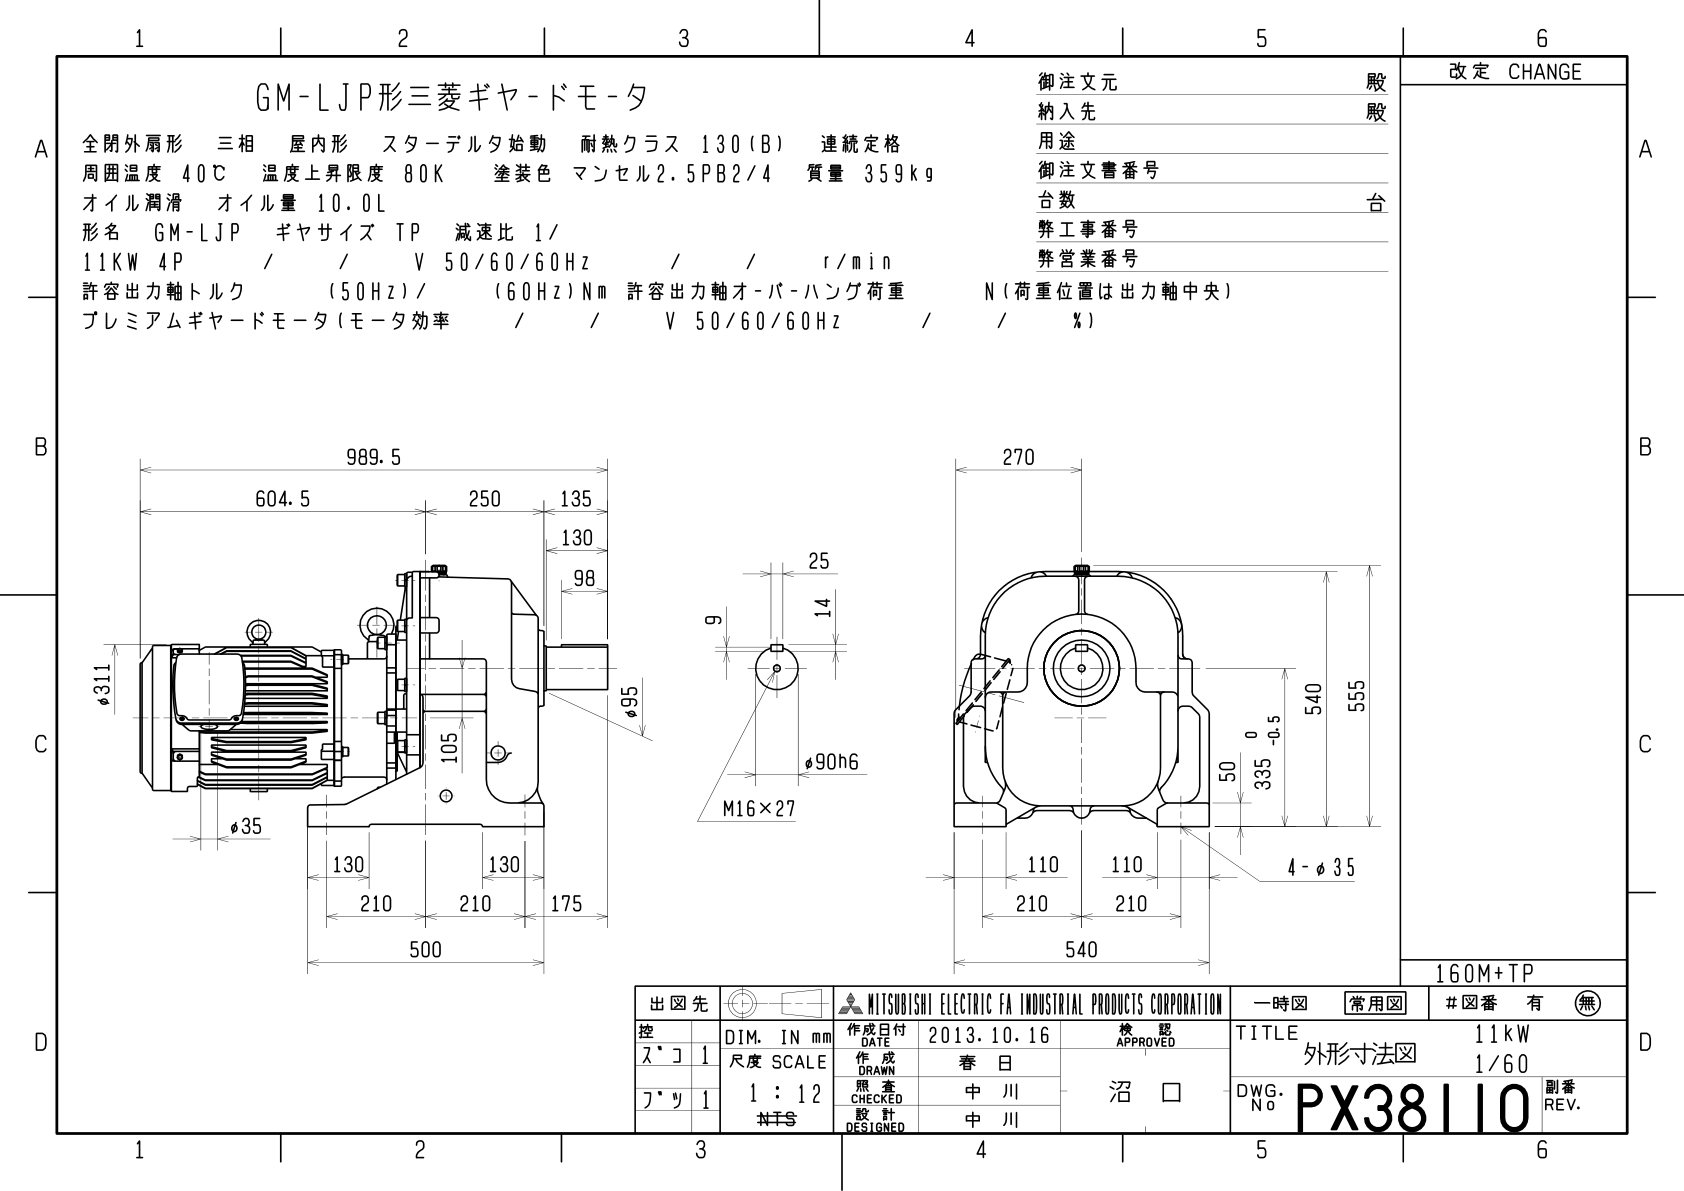 1 2 3 4 5 6
改定 CHANGE
GM-LJP形三菱ギヤードモータ
全閉外扇形 三相 屋内形 スターデルタ始動 耐熱クラス 130(B) 連続定格
周囲温度 40℃ 温度上昇限度 80K 塗装色 マンセル2.5PB2/4 質量 359kg
オイル潤滑 オイル量 10.0L
形名 GM-LJP ギヤサイズ TP 減速比 1/
11KW 4P / / V 50/60/60Hz / / r/min
許容出力軸トルク (50Hz)/ (60Hz)Nm 許容出力軸オーバーハング荷重 N(荷重位置は出力軸中央)
プレミアムギヤードモータ(モータ効率 / / V 50/60/60Hz / / %)
御注文元 殿
納入先 殿
用途
御注文書番号
台数 台
弊工事番号
弊営業番号
A A
B B
C C
D D
989.5
604.5 250 135
130
98
φ311
φ95
105
φ35
130 130
210 210 175
500
25
14
9
φ90h6
M16×27
270
540
555
335 0 -0.5
50
4-φ35
110 110
210 210
540
160M+TP
出図先
控
ズコ 1
ブツ 1
DIM. IN mm
尺度 SCALE
1 : 12
NTS
MITSUBISHI ELECTRIC FA INDUSTRIAL PRODUCTS CORPORATION
作成日付 DATE 2013.10.16
作成 DRAWN 春日
照査 CHECKED 中川
設計 DESIGNED 中川
検認 APPROVED
沼口
一時図 常用図 #図番 有 無
TITLE 11kW
外形寸法図 1/60
DWG. No PX38110 副番 REV.
1 2 3 4 5 6